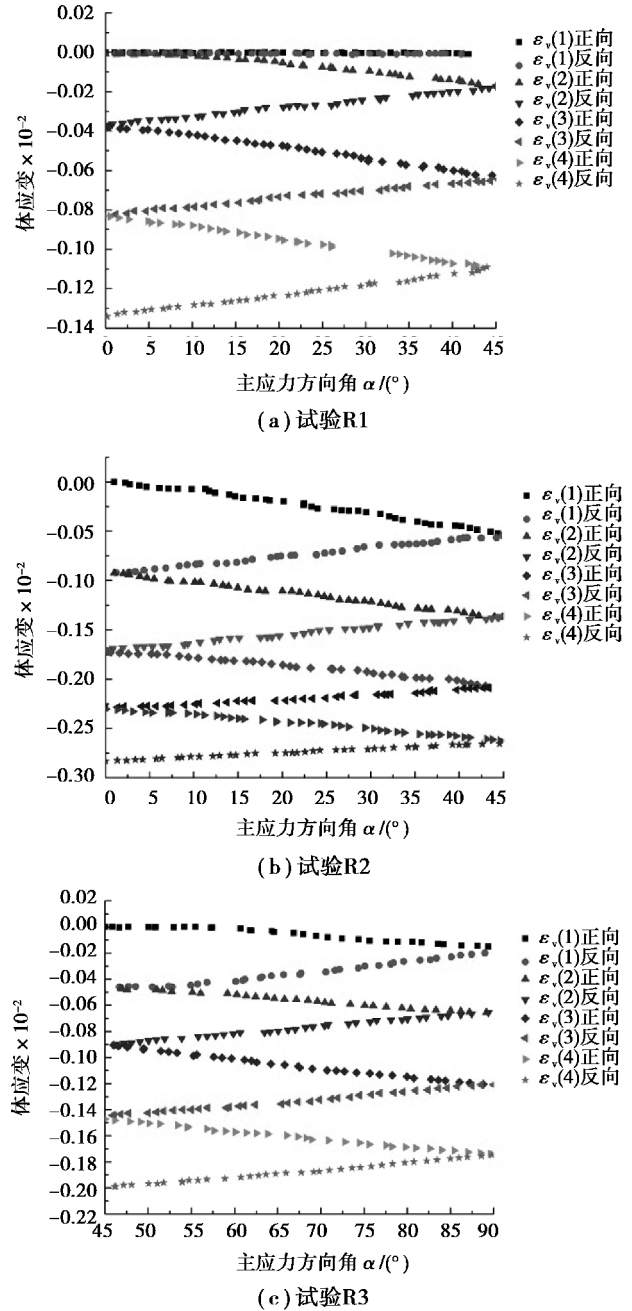 0.02
0.00
−0.02
−0.04
−0.06
−0.08
−0.10
−0.12
−0.14
体应变×10⁻²
0 5 10 15 20 25 30 35 40 45
主应力方向角 α/(°)
εᵥ(1)正向
εᵥ(1)反向
εᵥ(2)正向
εᵥ(2)反向
εᵥ(3)正向
εᵥ(3)反向
εᵥ(4)正向
εᵥ(4)反向
(a)试验R1
0.00
−0.05
−0.10
−0.15
−0.20
−0.25
−0.30
体应变×10⁻²
0 5 10 15 20 25 30 35 40 45
主应力方向角 α/(°)
εᵥ(1)正向
εᵥ(1)反向
εᵥ(2)正向
εᵥ(2)反向
εᵥ(3)正向
εᵥ(3)反向
εᵥ(4)正向
εᵥ(4)反向
(b)试验R2
0.02
0.00
−0.02
−0.04
−0.06
−0.08
−0.10
−0.12
−0.14
−0.16
−0.18
−0.20
−0.22
体应变×10⁻²
45 50 55 60 65 70 75 80 85 90
主应力方向角 α/(°)
εᵥ(1)正向
εᵥ(1)反向
εᵥ(2)正向
εᵥ(2)反向
εᵥ(3)正向
εᵥ(3)反向
εᵥ(4)正向
εᵥ(4)反向
(c)试验R3